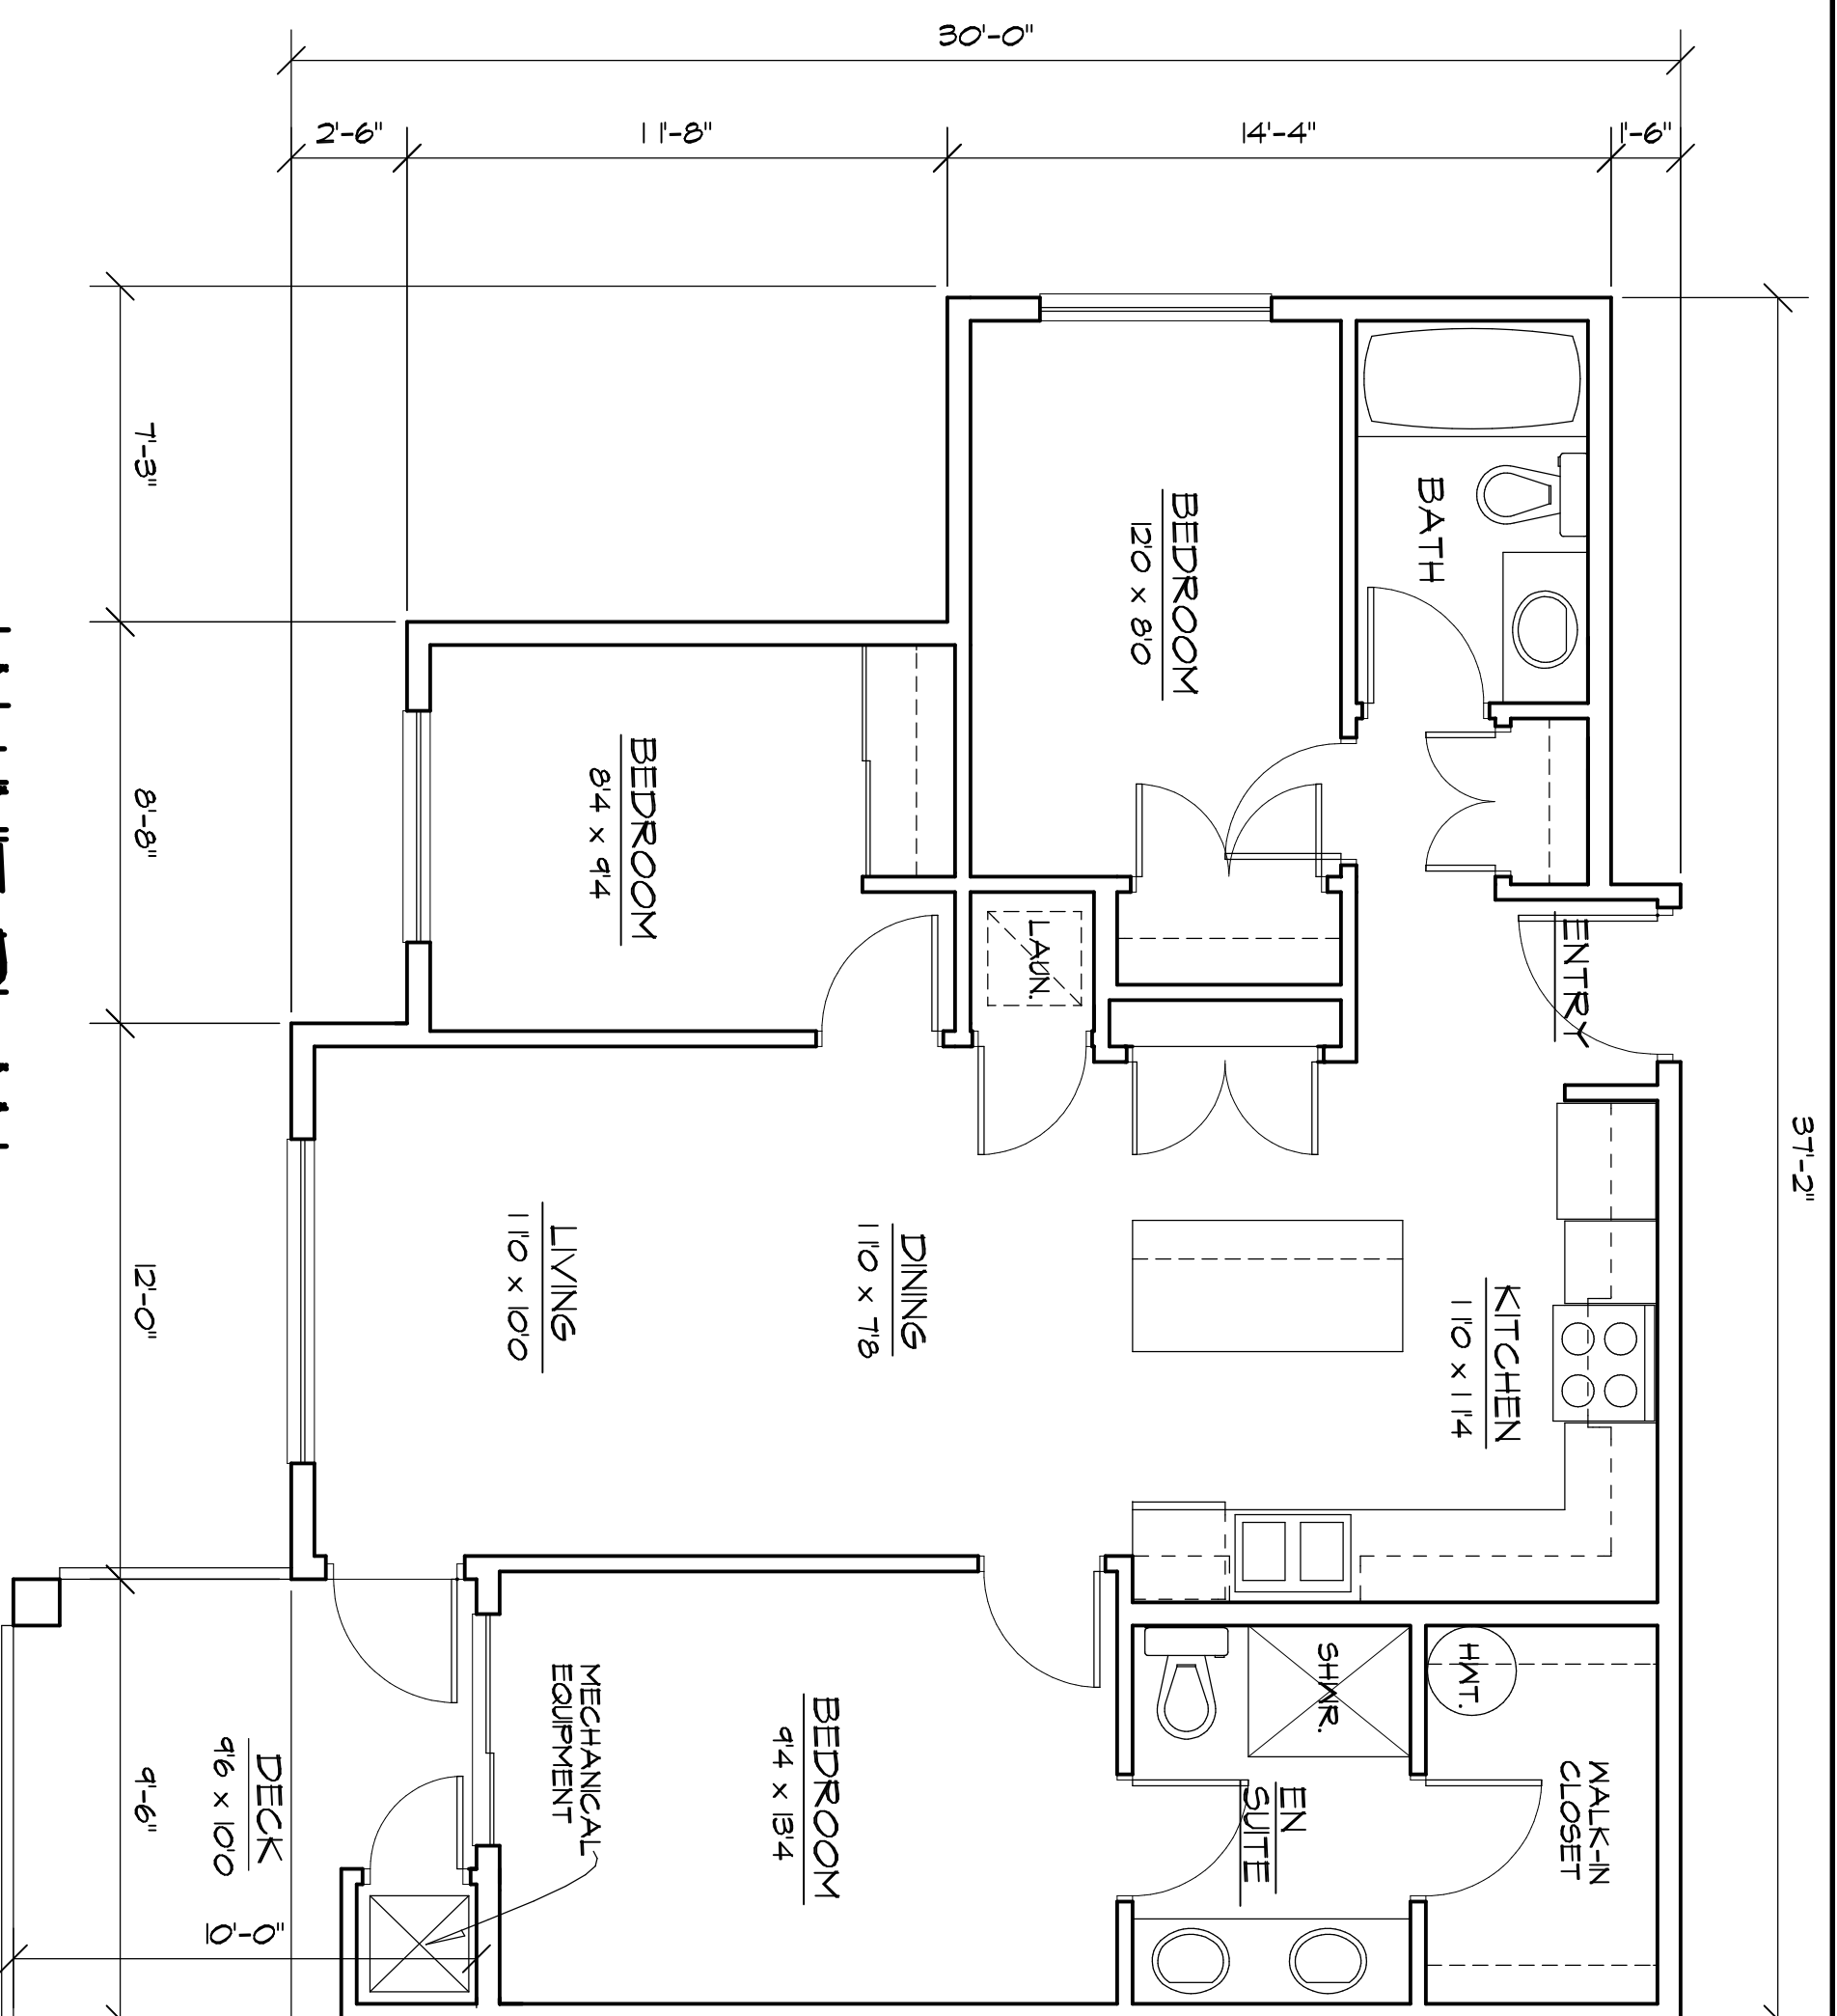 30'-0"
2'-6"
11'-8"
14'-4"
1'-6"
7'-3"
8'-8"
12'-0"
9'-6"
37'-2"
BATH
BEDROOM
12'0 x 8'0
BEDROOM
8'4 x 9'4
LAUN.
ENTRY
LIVING
11'0 x 10'0
DINING
11'0 x 7'8
KITCHEN
11'0 x 11'4
MECHANICAL
EQUIPMENT
BEDROOM
9'4 x 13'4
SHWR.
HWT.
EN
SUITE
WALK-IN
CLOSET
DECK
9'6 x 10'0
10'-0"